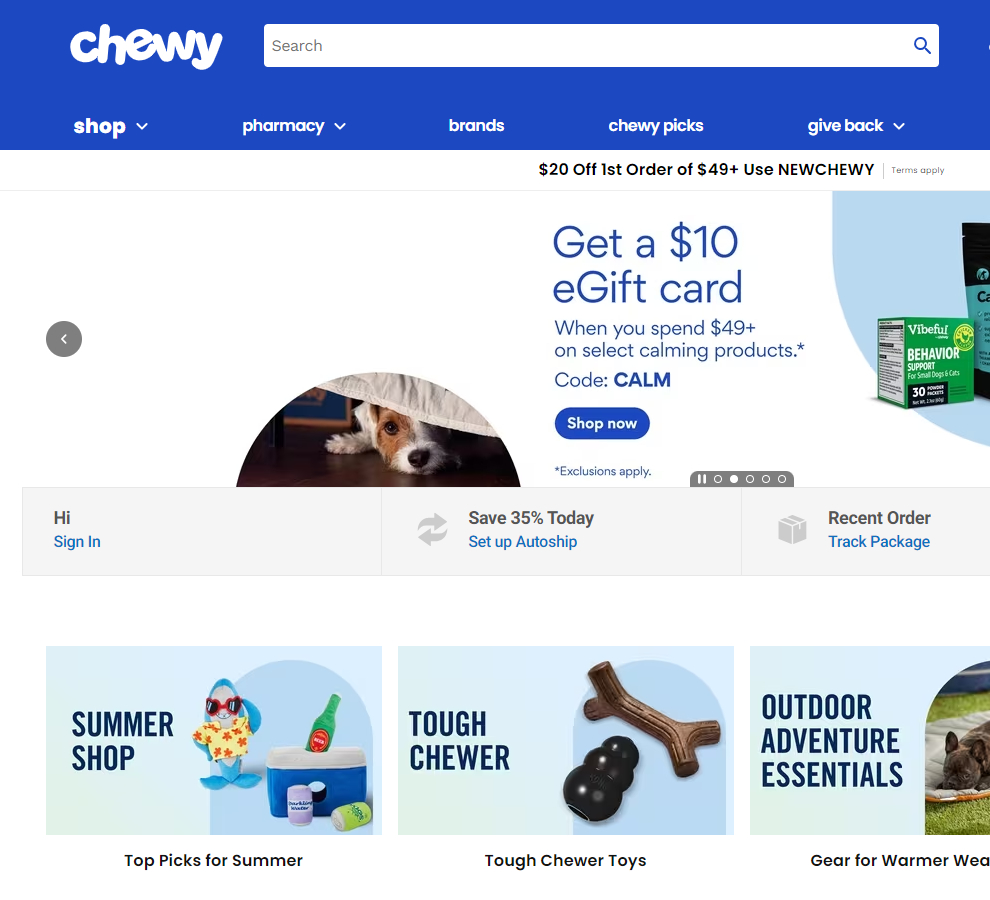 chewy
Search
shop
pharmacy
brands
chewy picks
give back
$20 Off 1st Order of $49+ Use NEWCHEWY
Terms apply
Get a $10
eGift card
When you spend $49+
on select calming products.*
Code: CALM
Shop now
*Exclusions apply.
Vibeful
BEHAVIOR
SUPPORT
For Small Dogs & Cats
30 POWDER
PACKETS
Ca
Hi
Sign In
Save 35% Today
Set up Autoship
Recent Order
Track Package
SUMMER
SHOP
TOUGH
CHEWER
OUTDOOR
ADVENTURE
ESSENTIALS
Top Picks for Summer
Tough Chewer Toys
Gear for Warmer Wea